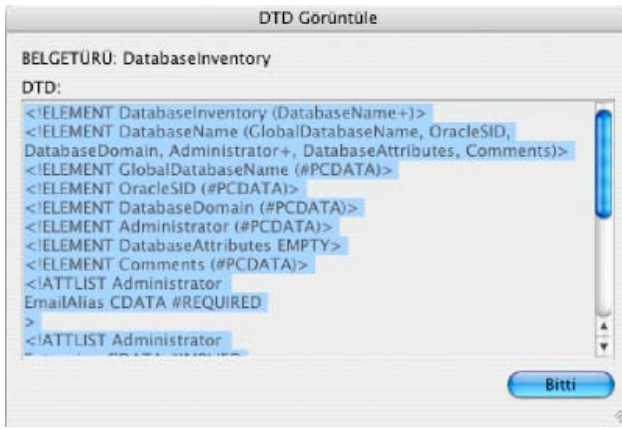 DTD Görüntüle
BELGETÜRÜ: DatabaseInventory
DTD:
<!ELEMENT DatabaseInventory (DatabaseName+)>
<!ELEMENT DatabaseName (GlobalDatabaseName, OracleSID,
DatabaseDomain, Administrator+, DatabaseAttributes, Comments)>
<!ELEMENT GlobalDatabaseName (#PCDATA)>
<!ELEMENT OracleSID (#PCDATA)>
<!ELEMENT DatabaseDomain (#PCDATA)>
<!ELEMENT Administrator (#PCDATA)>
<!ELEMENT DatabaseAttributes EMPTY>
<!ELEMENT Comments (#PCDATA)>
<!ATTLIST Administrator
EmailAlias CDATA #REQUIRED
>
<!ATTLIST Administrator
Bitti